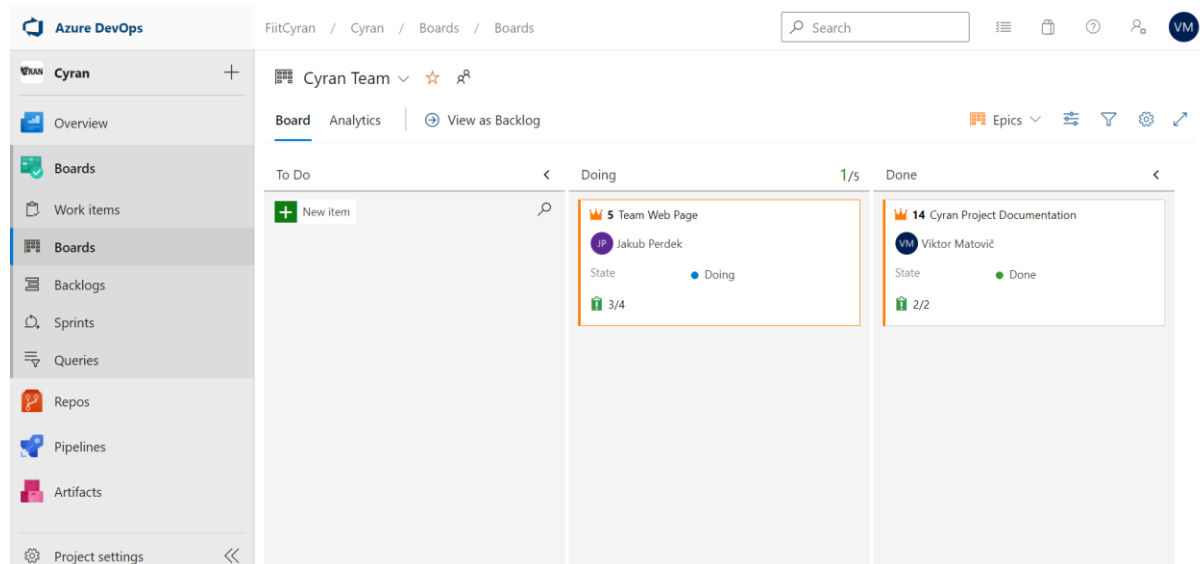 Azure DevOps
FiitCyran / Cyran / Boards / Boards
Search
VM
Cyran
Cyran Team
Overview
Board Analytics View as Backlog
Epics
Boards
To Do
Doing 1/5
Done
Work items
New item
5 Team Web Page
14 Cyran Project Documentation
Boards
JP Jakub Perdek
VM Viktor Matovič
Backlogs
State Doing
State Done
Sprints
3/4
2/2
Queries
Repos
Pipelines
Artifacts
Project settings